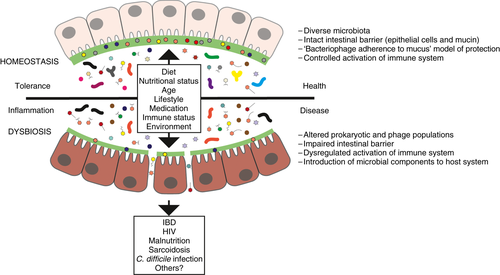 – Diverse microbiota
– Intact intestinal barrier (epithelial cells and mucin)
– ‘Bacteriophage adherence to mucus’ model of protection
– Controlled activation of immune system
HOMEOSTASIS
Tolerance
Health
Diet
Nutritional status
Age
Lifestyle
Medication
Immune status
Environment
Inflammation
Disease
DYSBIOSIS
– Altered prokaryotic and phage populations
– Impaired intestinal barrier
– Dysregulated activation of immune system
– Introduction of microbial components to host system
IBD
HIV
Malnutrition
Sarcoidosis
C. difficile infection
Others?